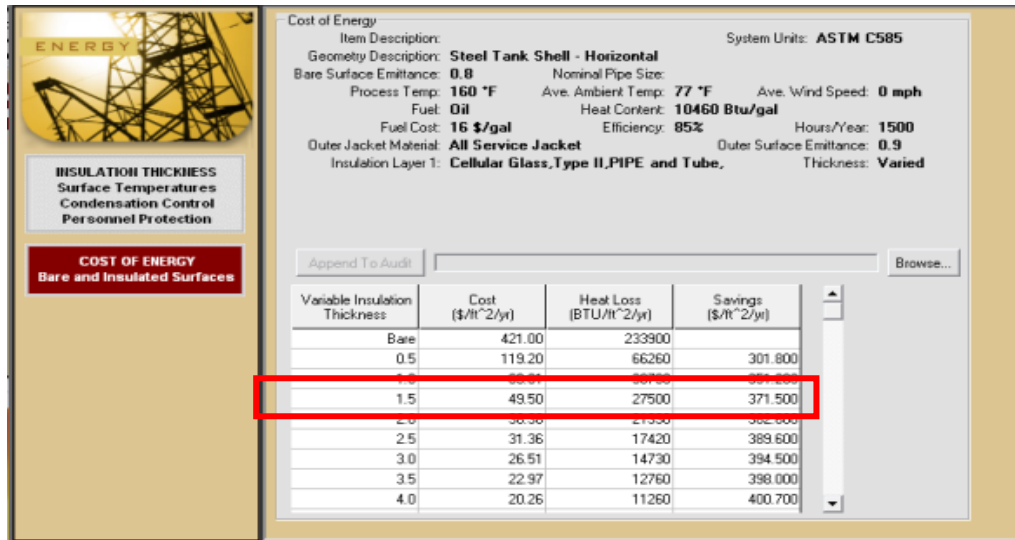 ENERGY
INSULATION THICKNESS
Surface Temperatures
Condensation Control
Personnel Protection
COST OF ENERGY
Bare and Insulated Surfaces
Cost of Energy
Item Description: System Units: ASTM C585
Geometry Description: Steel Tank Shell - Horizontal
Bare Surface Emittance: 0.8 Nominal Pipe Size:
Process Temp: 160 *F Ave. Ambient Temp: 77 *F Ave. Wind Speed: 0 mph
Fuel: Oil Heat Content: 10460 Btu/gal
Fuel Cost: 16 $/gal Efficiency: 85% Hours/Year: 1500
Outer Jacket Material: All Service Jacket Outer Surface Emittance: 0.9
Insulation Layer 1: Cellular Glass,Type II,PIPE and Tube, Thickness: Varied
Append To Audit Browse...
Variable Insulation Thickness Cost ($/ft^2/yr) Heat Loss (BTU/ft^2/yr) Savings ($/ft^2/yr)
Bare 421.00 233900
0.5 119.20 66260 301.800
1.5 49.50 27500 371.500
2.5 31.36 17420 389.600
3.0 26.51 14730 394.500
3.5 22.97 12760 398.000
4.0 20.26 11260 400.700